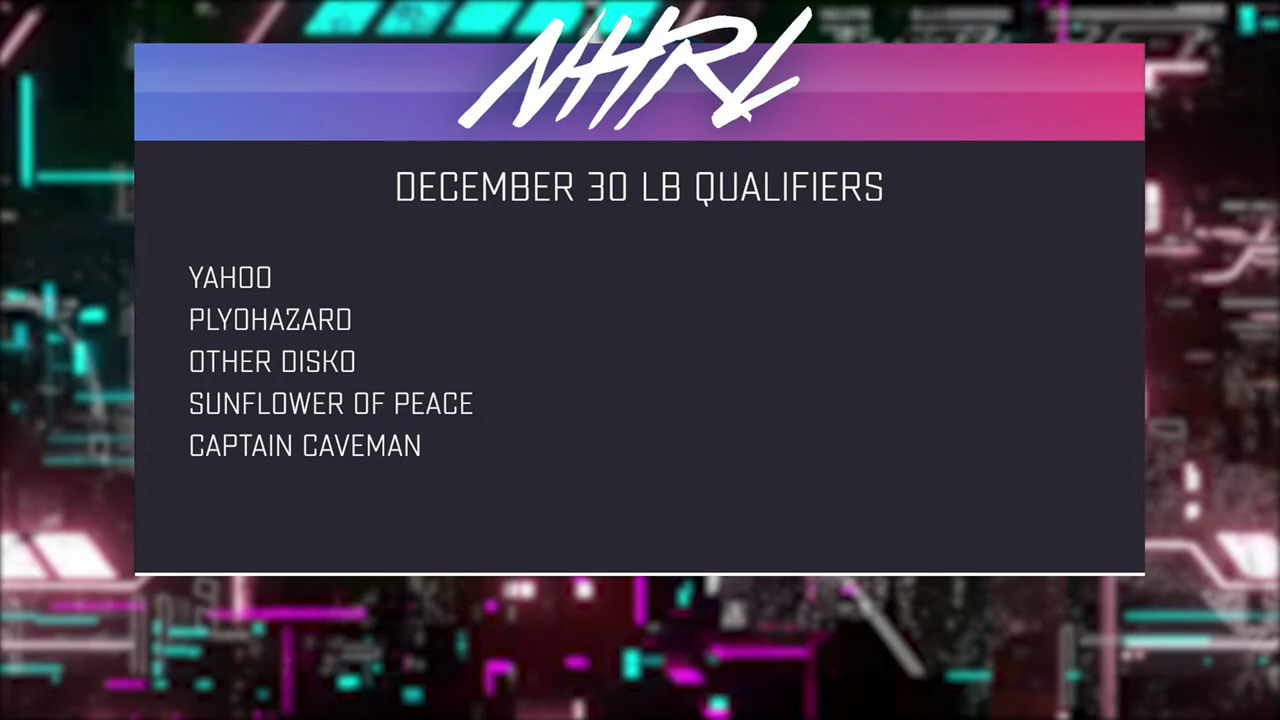 NHRL
DECEMBER 30 LB QUALIFIERS
YAHOO
PLYOHAZARD
OTHER DISKO
SUNFLOWER OF PEACE
CAPTAIN CAVEMAN